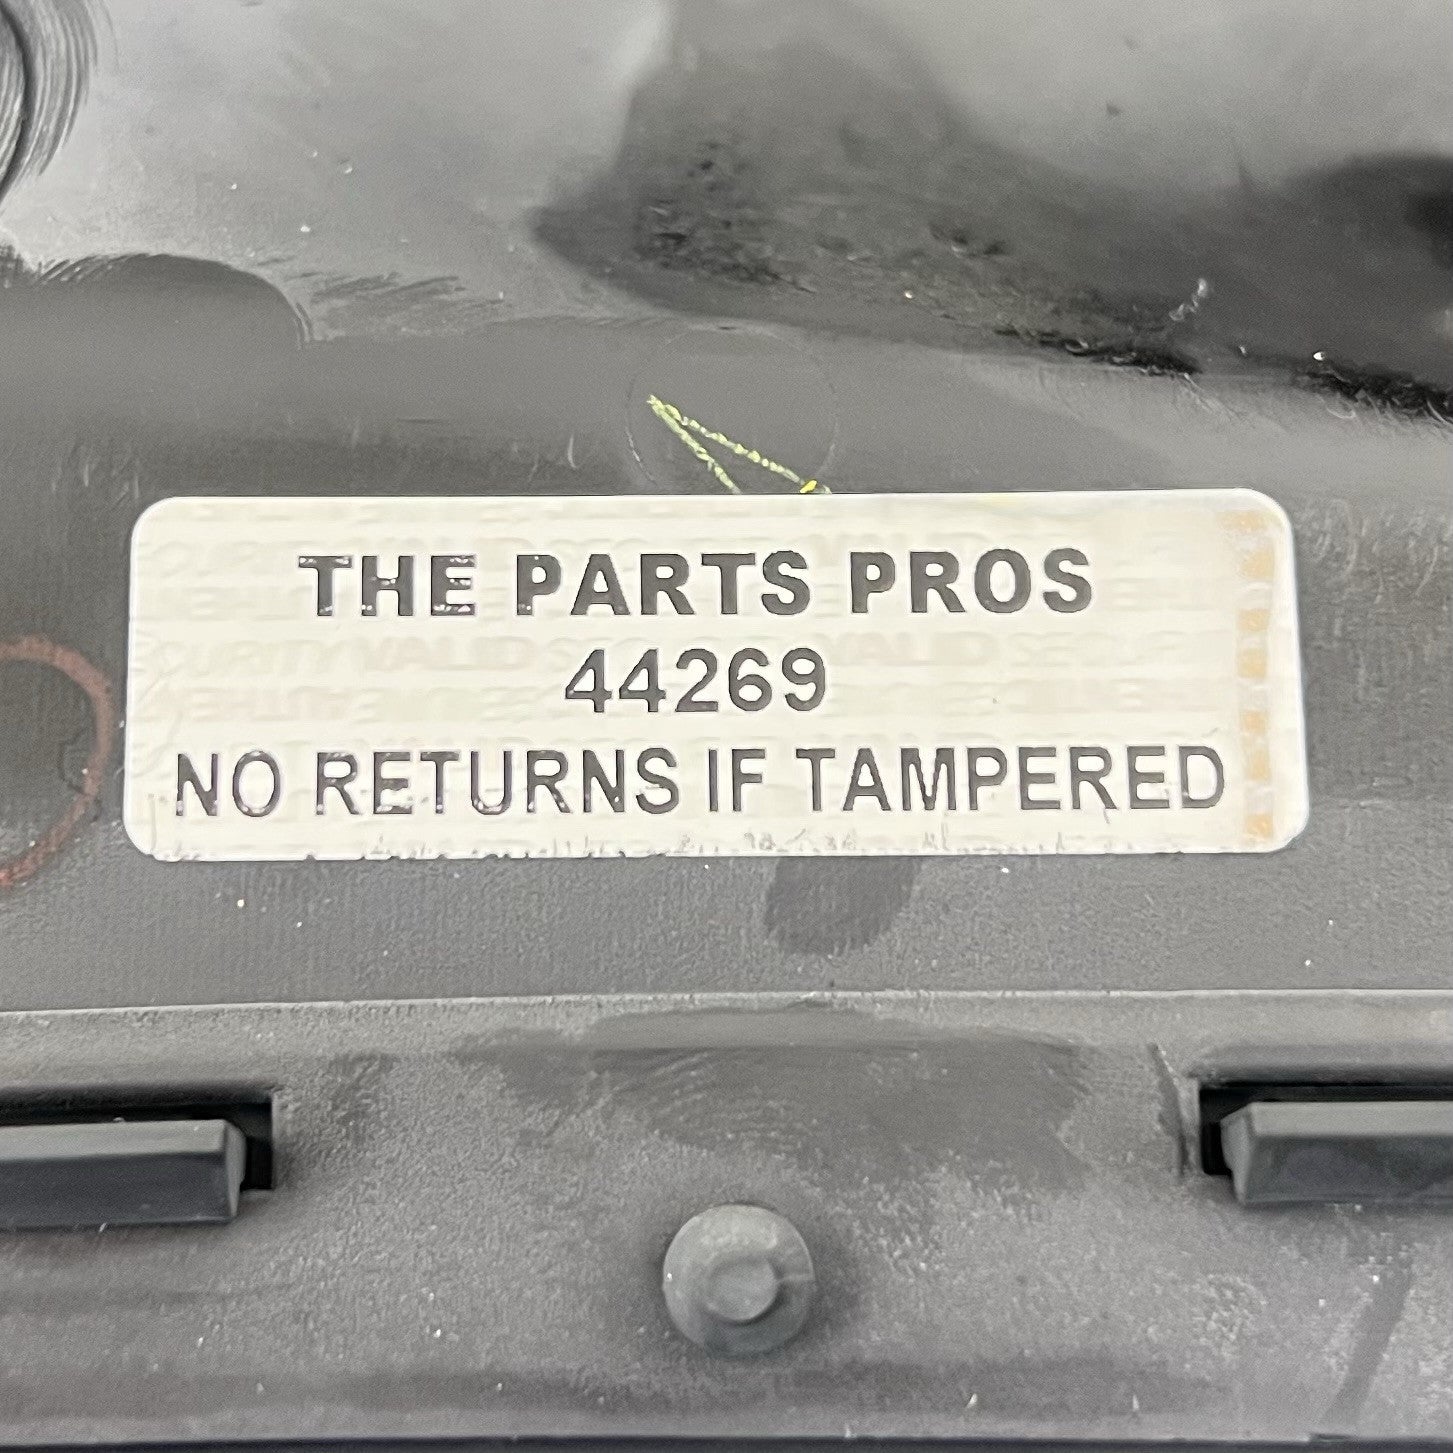 THE PARTS PROS
44269
NO RETURNS IF TAMPERED